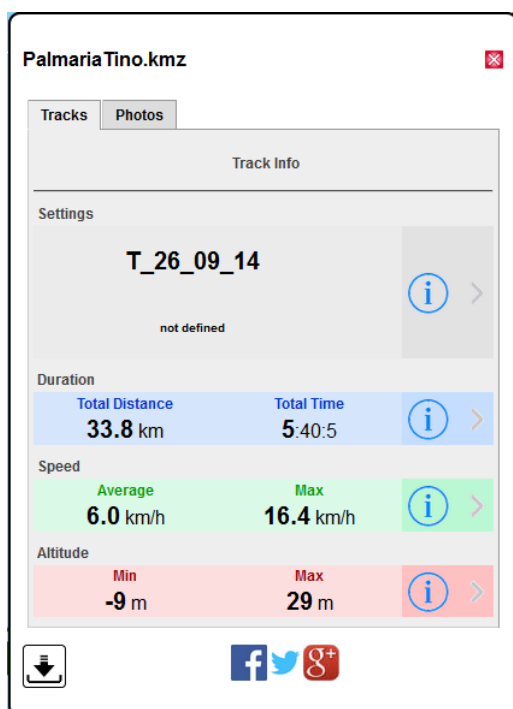 PalmariaTino.kmz
Tracks Photos
Track Info
Settings
T_26_09_14
not defined
Duration
Total Distance Total Time
33.8 km 5:40:5
Speed
Average Max
6.0 km/h 16.4 km/h
Altitude
Min Max
-9 m 29 m
f g+